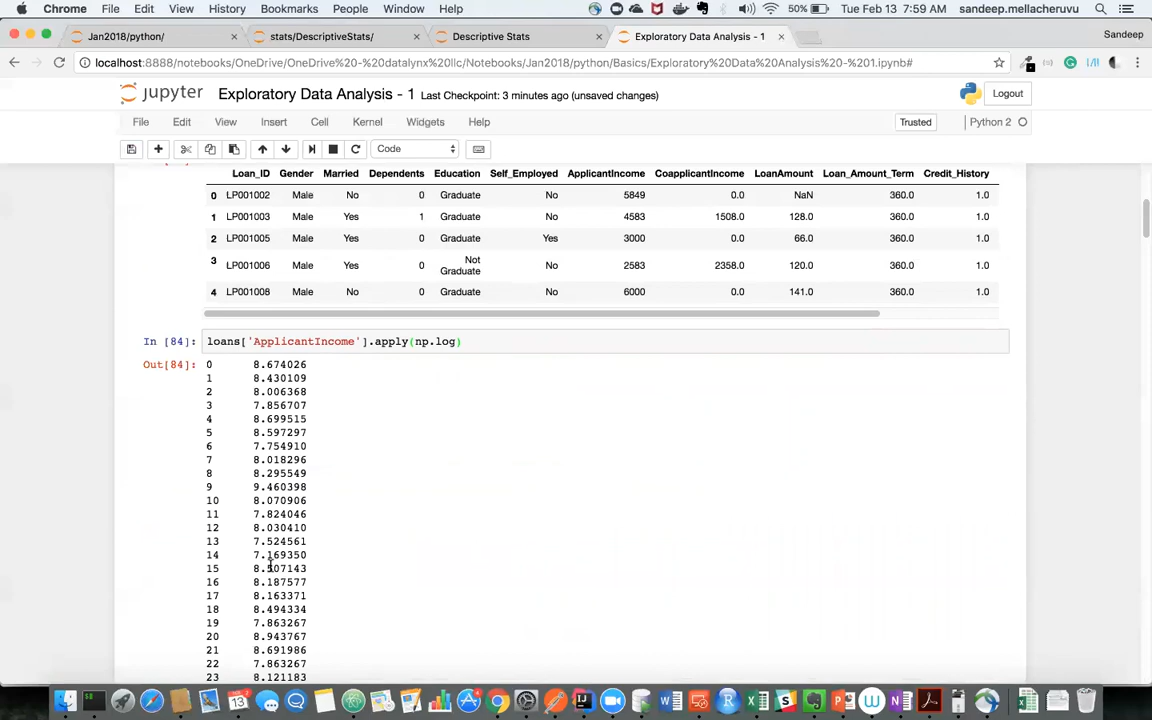 Chrome File Edit View History Bookmarks People Window Help 50% Tue Feb 13 7:59 AM sandeep.mellacheruvu
Jan2018/python/ × stats/DescriptiveStats/ × Descriptive Stats × Exploratory Data Analysis - 1 × Sandeep
localhost:8888/notebooks/OneDrive/OneDrive%20-%20datalynx%20llc/Notebooks/Jan2018/python/Basics/Exploratory%20Data%20Analysis%20-%201.ipynb#
jupyter Exploratory Data Analysis - 1 Last Checkpoint: 3 minutes ago (unsaved changes) Logout
File Edit View Insert Cell Kernel Widgets Help Trusted Python 2
Code
Loan_ID Gender Married Dependents Education Self_Employed ApplicantIncome CoapplicantIncome LoanAmount Loan_Amount_Term Credit_History
0 LP001002 Male No 0 Graduate No 5849 0.0 NaN 360.0 1.0
1 LP001003 Male Yes 1 Graduate No 4583 1508.0 128.0 360.0 1.0
2 LP001005 Male Yes 0 Graduate Yes 3000 0.0 66.0 360.0 1.0
3 LP001006 Male Yes 0 Not Graduate No 2583 2358.0 120.0 360.0 1.0
4 LP001008 Male No 0 Graduate No 6000 0.0 141.0 360.0 1.0
In [84]: loans['ApplicantIncome'].apply(np.log)
Out[84]: 0 8.674026
1 8.430109
2 8.006368
3 7.856707
4 8.699515
5 8.597297
6 7.754910
7 8.018296
8 8.295549
9 9.460398
10 8.070906
11 7.824046
12 8.030410
13 7.524561
14 7.169350
15 8.507143
16 8.187577
17 8.163371
18 8.494334
19 7.863267
20 8.943767
21 8.691986
22 7.863267
23 8.121183